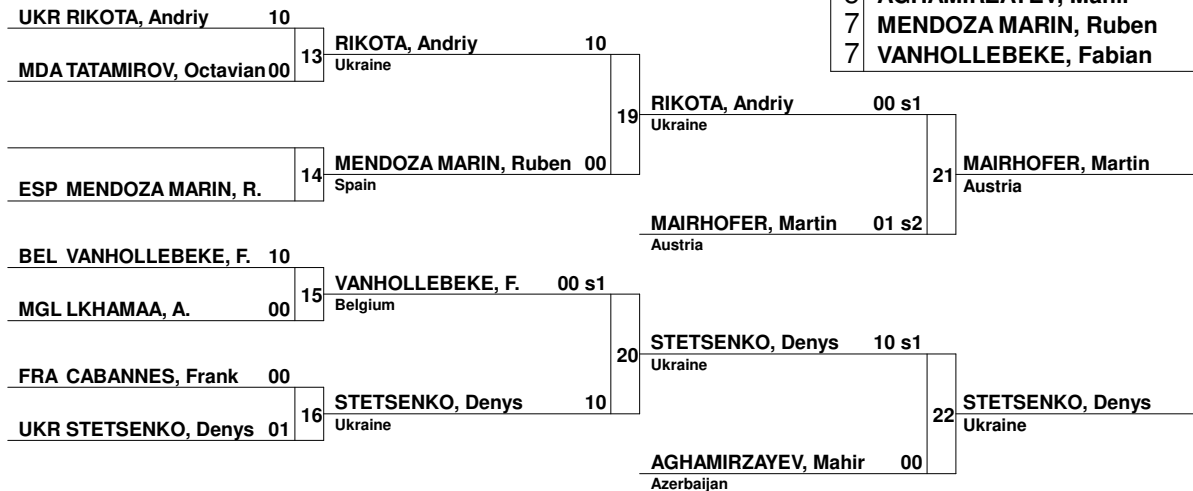 AGHAMIRZAYEV, Mahir
7 MENDOZA MARIN, Ruben
7 VANHOLLEBEKE, Fabian
UKR RIKOTA, Andriy 10
MDA TATAMIROV, Octavian 00
13
RIKOTA, Andriy 10
Ukraine
ESP MENDOZA MARIN, R.
14
MENDOZA MARIN, Ruben 00
Spain
19
RIKOTA, Andriy 00 s1
Ukraine
MAIRHOFER, Martin 01 s2
Austria
21
MAIRHOFER, Martin
Austria
BEL VANHOLLEBEKE, F. 10
MGL LKHAMAA, A. 00
15
VANHOLLEBEKE, F. 00 s1
Belgium
FRA CABANNES, Frank 00
UKR STETSENKO, Denys 01
16
STETSENKO, Denys 10
Ukraine
20
STETSENKO, Denys 10 s1
Ukraine
AGHAMIRZAYEV, Mahir 00
Azerbaijan
22
STETSENKO, Denys
Ukraine